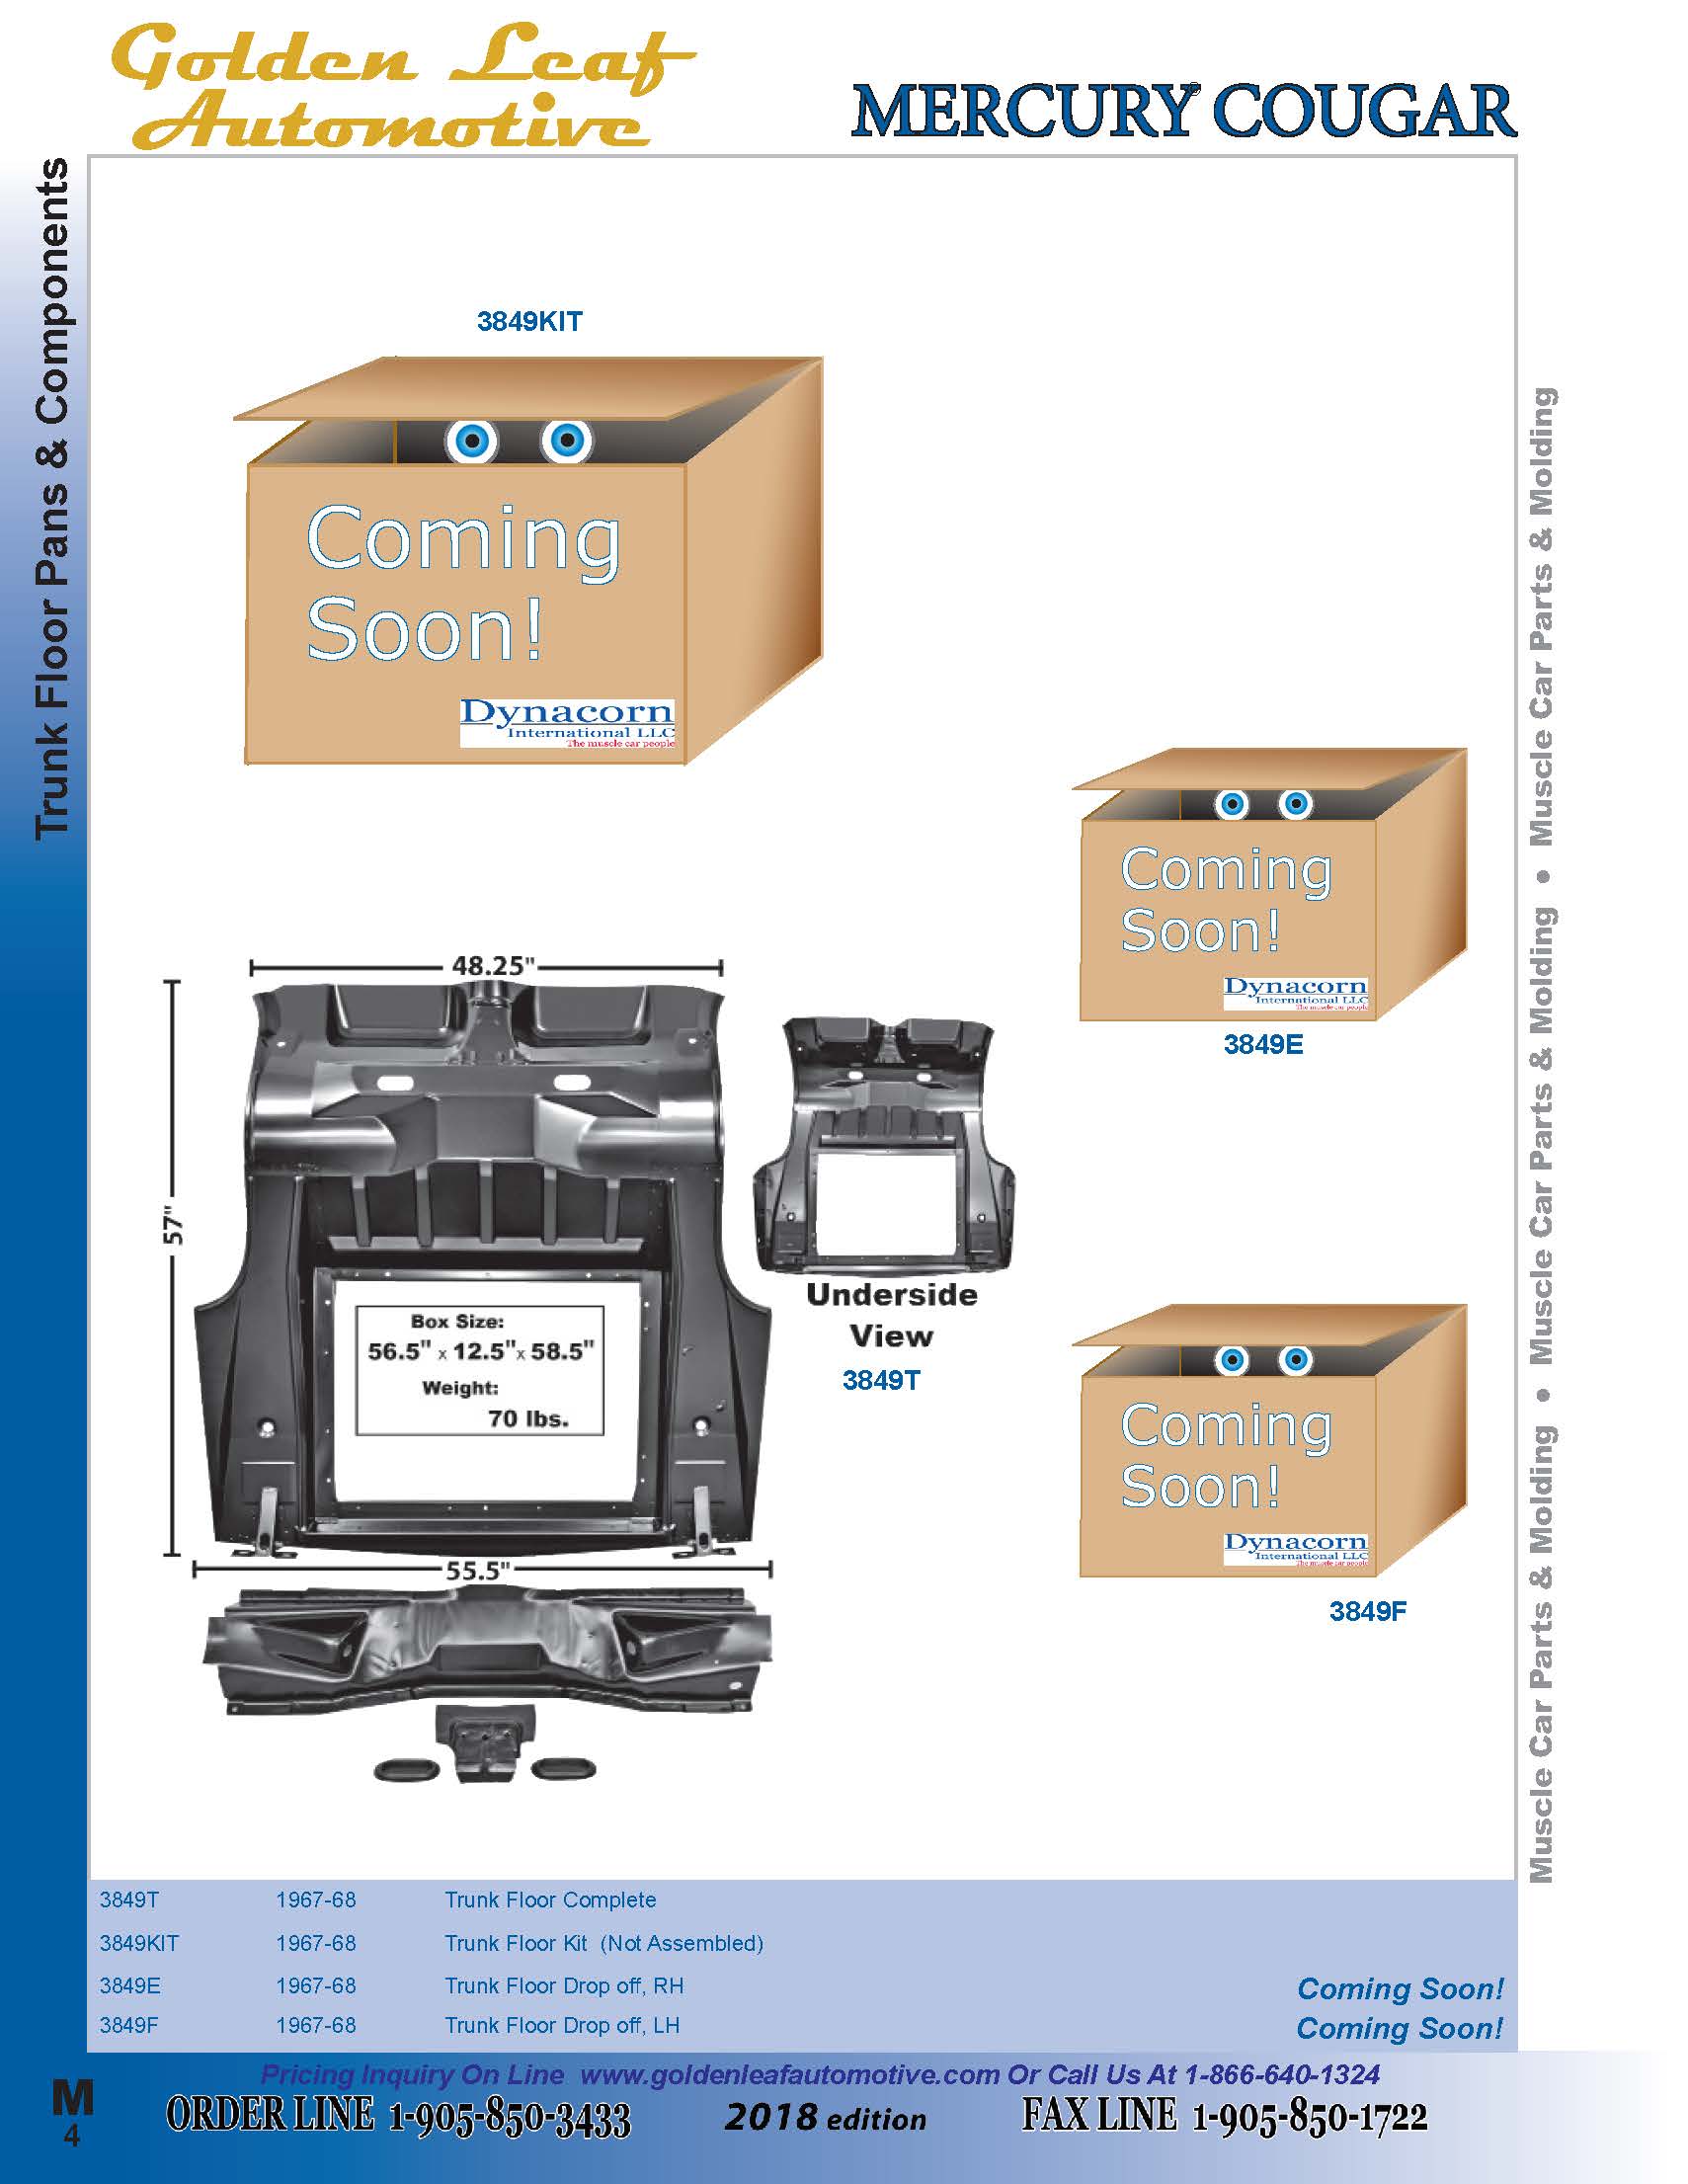 Golden Leaf
Automotive
MERCURY® COUGAR
Trunk Floor Pans & Components
3849KIT
Coming
Soon!
Dynacorn
International LLC
The muscle car people
Coming
Soon!
Dynacorn
International LLC
The muscle car people
3849E
48.25"
57"
Box Size:
56.5" x 12.5" x 58.5"
Weight:
70 lbs.
55.5"
Underside
View
3849T
Coming
Soon!
Dynacorn
International LLC
The muscle car people
3849F
Muscle Car Parts & Molding • Muscle Car Parts & Molding • Muscle Car Parts & Molding
3849T 1967-68 Trunk Floor Complete
3849KIT 1967-68 Trunk Floor Kit (Not Assembled)
3849E 1967-68 Trunk Floor Drop off, RH Coming Soon!
3849F 1967-68 Trunk Floor Drop off, LH Coming Soon!
Pricing Inquiry On Line www.goldenleafautomotive.com Or Call Us At 1-866-640-1324
M
4
ORDER LINE 1-905-850-3433 2018 edition FAX LINE 1-905-850-1722